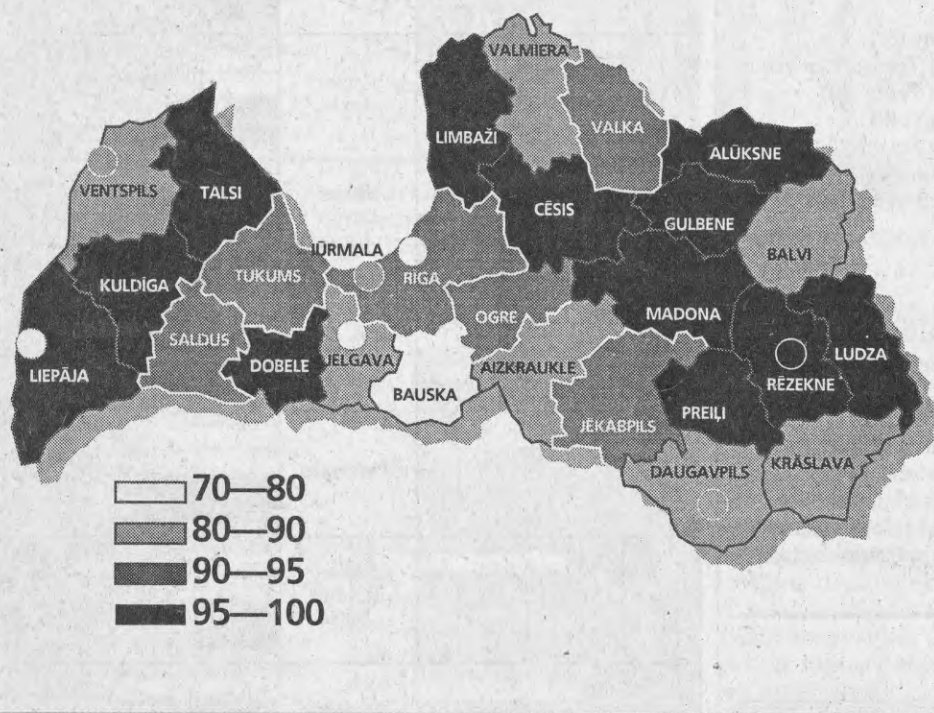 VALMIERA
LIMBAŽI
VALKA
ALŪKSNE
VENTSPILS
TALSI
CĒSIS
GULBENE
JŪRMALA
BALVI
KULDĪGA
TUKUMS
RĪGA
MADONA
OGRE
SALDUS
LIEPĀJA
DOBELE
JELGAVA
AIZKRAUKLE
RĒZEKNE
LUDZA
BAUSKA
PREIĻI
JĒKABPILS
DAUGAVPILS
KRĀSLAVA
70—80
80—90
90—95
95—100